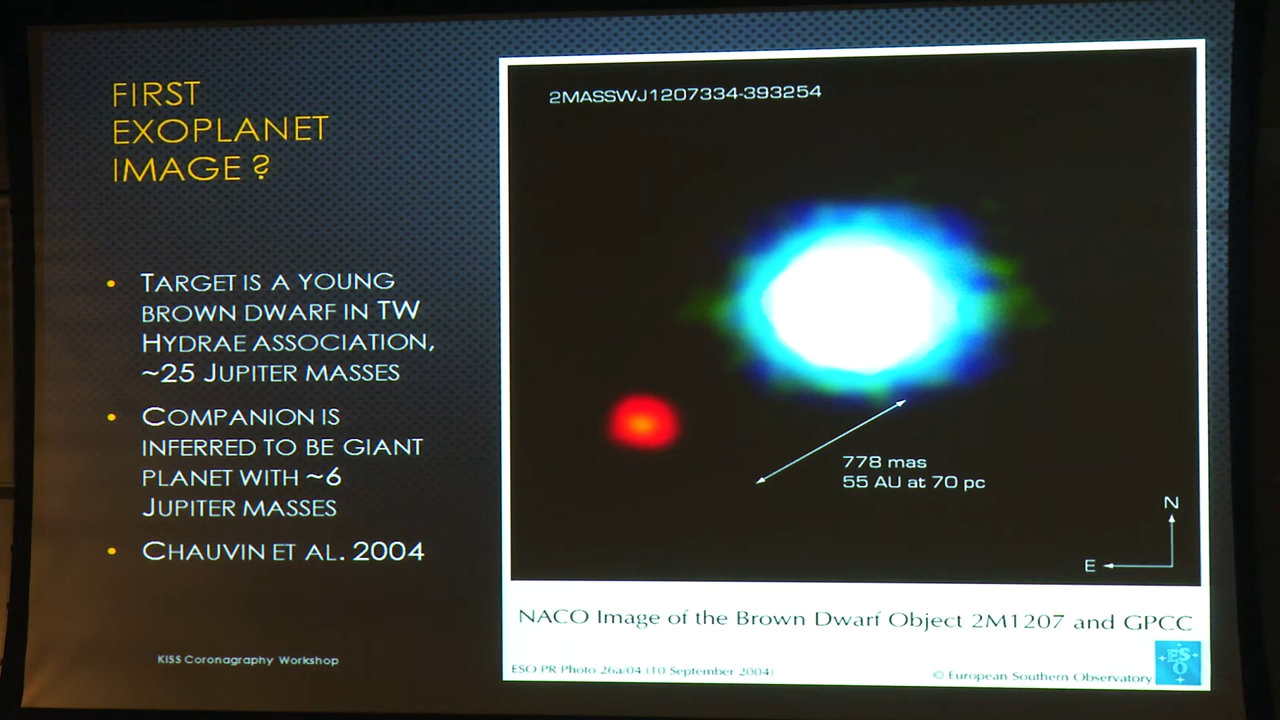 FIRST
EXOPLANET
IMAGE ?
• TARGET IS A YOUNG
BROWN DWARF IN TW
HYDRAE ASSOCIATION,
~25 JUPITER MASSES
• COMPANION IS
INFERRED TO BE GIANT
PLANET WITH ~6
JUPITER MASSES
• CHAUVIN ET AL. 2004
KISS Coronagraphy Workshop
2MASSWJ1207334-393254
778 mas
55 AU at 70 pc
N
E
NACO Image of the Brown Dwarf Object 2M1207 and GPCC
ESO PR Photo 26a/04 (10 September 2004)
© European Southern Observatory
ESO